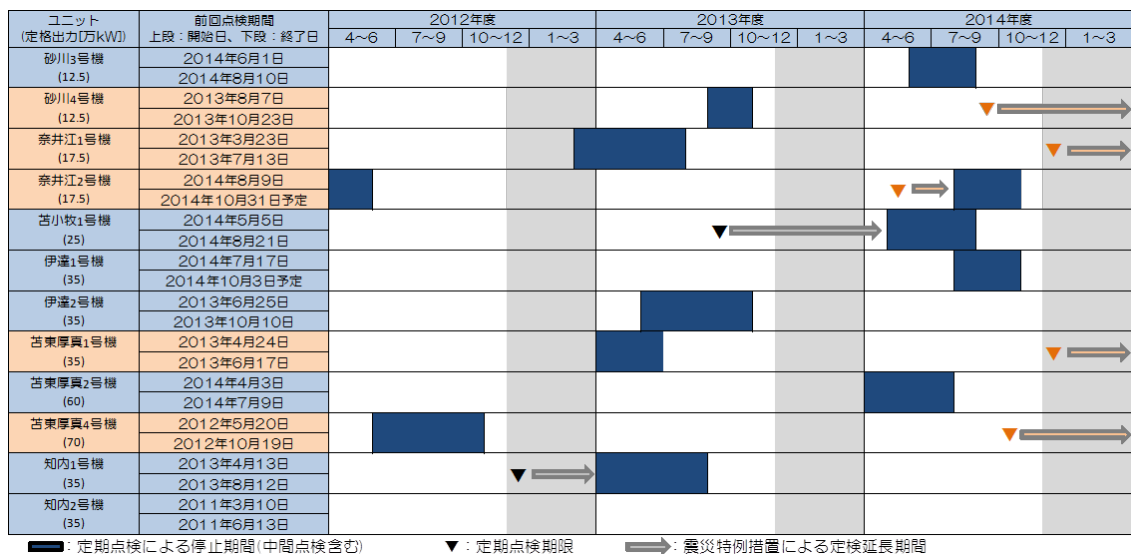 ユニット
(定格出力[万kW])
前回点検期間
上段：開始日、下段：終了日
2012年度
2013年度
2014年度
4～6 7～9 10～12 1～3 4～6 7～9 10～12 1～3 4～6 7～9 10～12 1～3
砂川3号機
(12.5)
2014年6月1日
2014年8月10日
砂川4号機
(12.5)
2013年8月7日
2013年10月23日
奈井江1号機
(17.5)
2013年3月23日
2013年7月13日
奈井江2号機
(17.5)
2014年8月9日
2014年10月31日予定
苫小牧1号機
(25)
2014年5月5日
2014年8月21日
伊達1号機
(35)
2014年7月17日
2014年10月3日予定
伊達2号機
(35)
2013年6月25日
2013年10月10日
苫東厚真1号機
(35)
2013年4月24日
2013年6月17日
苫東厚真2号機
(60)
2014年4月3日
2014年7月9日
苫東厚真4号機
(70)
2012年5月20日
2012年10月19日
知内1号機
(35)
2013年4月13日
2013年8月12日
知内2号機
(35)
2011年3月10日
2011年6月13日
：定期点検による停止期間(中間点検含む) ▼：定期点検期限 ：震災特例措置による定検延長期間